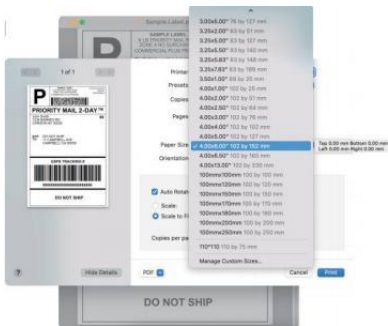 Sample-Label.p
SAMPLE LABEL
1 of 1
P
PRIORITY MAIL 2-DAY™
USPS TRACKING #
DO NOT SHIP
Printer
Presets
Copies
Pages
Paper Size
Orientation
Auto Rotate
Scale:
Scale to Fi
Copies per pa
3.00x5.00" 76 by 127 mm
3.25x2.00" 83 by 51 mm
3.25x5.00" 83 by 127 mm
3.25x5.50" 83 by 140 mm
3.25x5.83" 83 by 148 mm
3.25x7.83" 83 by 199 mm
3.50x1.00" 89 by 25 mm
4.00x1.00" 102 by 25 mm
4.00x2.00" 102 by 51 mm
4.00x2.50" 102 by 64 mm
4.00x3.00" 102 by 76 mm
4.00x4.00" 102 by 102 mm
4.00x5.00" 102 by 127 mm
✓ 4.00x6.00" 102 by 152 mm
Top 0.00 mm Bottom 0.00 mm
Left 0.00 mm Right 0.00 mm
4.00x6.50" 102 by 165 mm
4.00x13.05" 102 by 330 mm
100mmx100mm 100 by 100 mm
100mmx120mm 100 by 120 mm
100mmx150mm 100 by 150 mm
100mmx170mm 100 by 170 mm
100mmx180mm 100 by 180 mm
100mmx200mm 100 by 200 mm
100mmx250mm 100 by 250 mm
110*110 110 by 75 mm
Manage Custom Sizes...
?
Hide Details
PDF
Cancel
Print
DO NOT SHIP